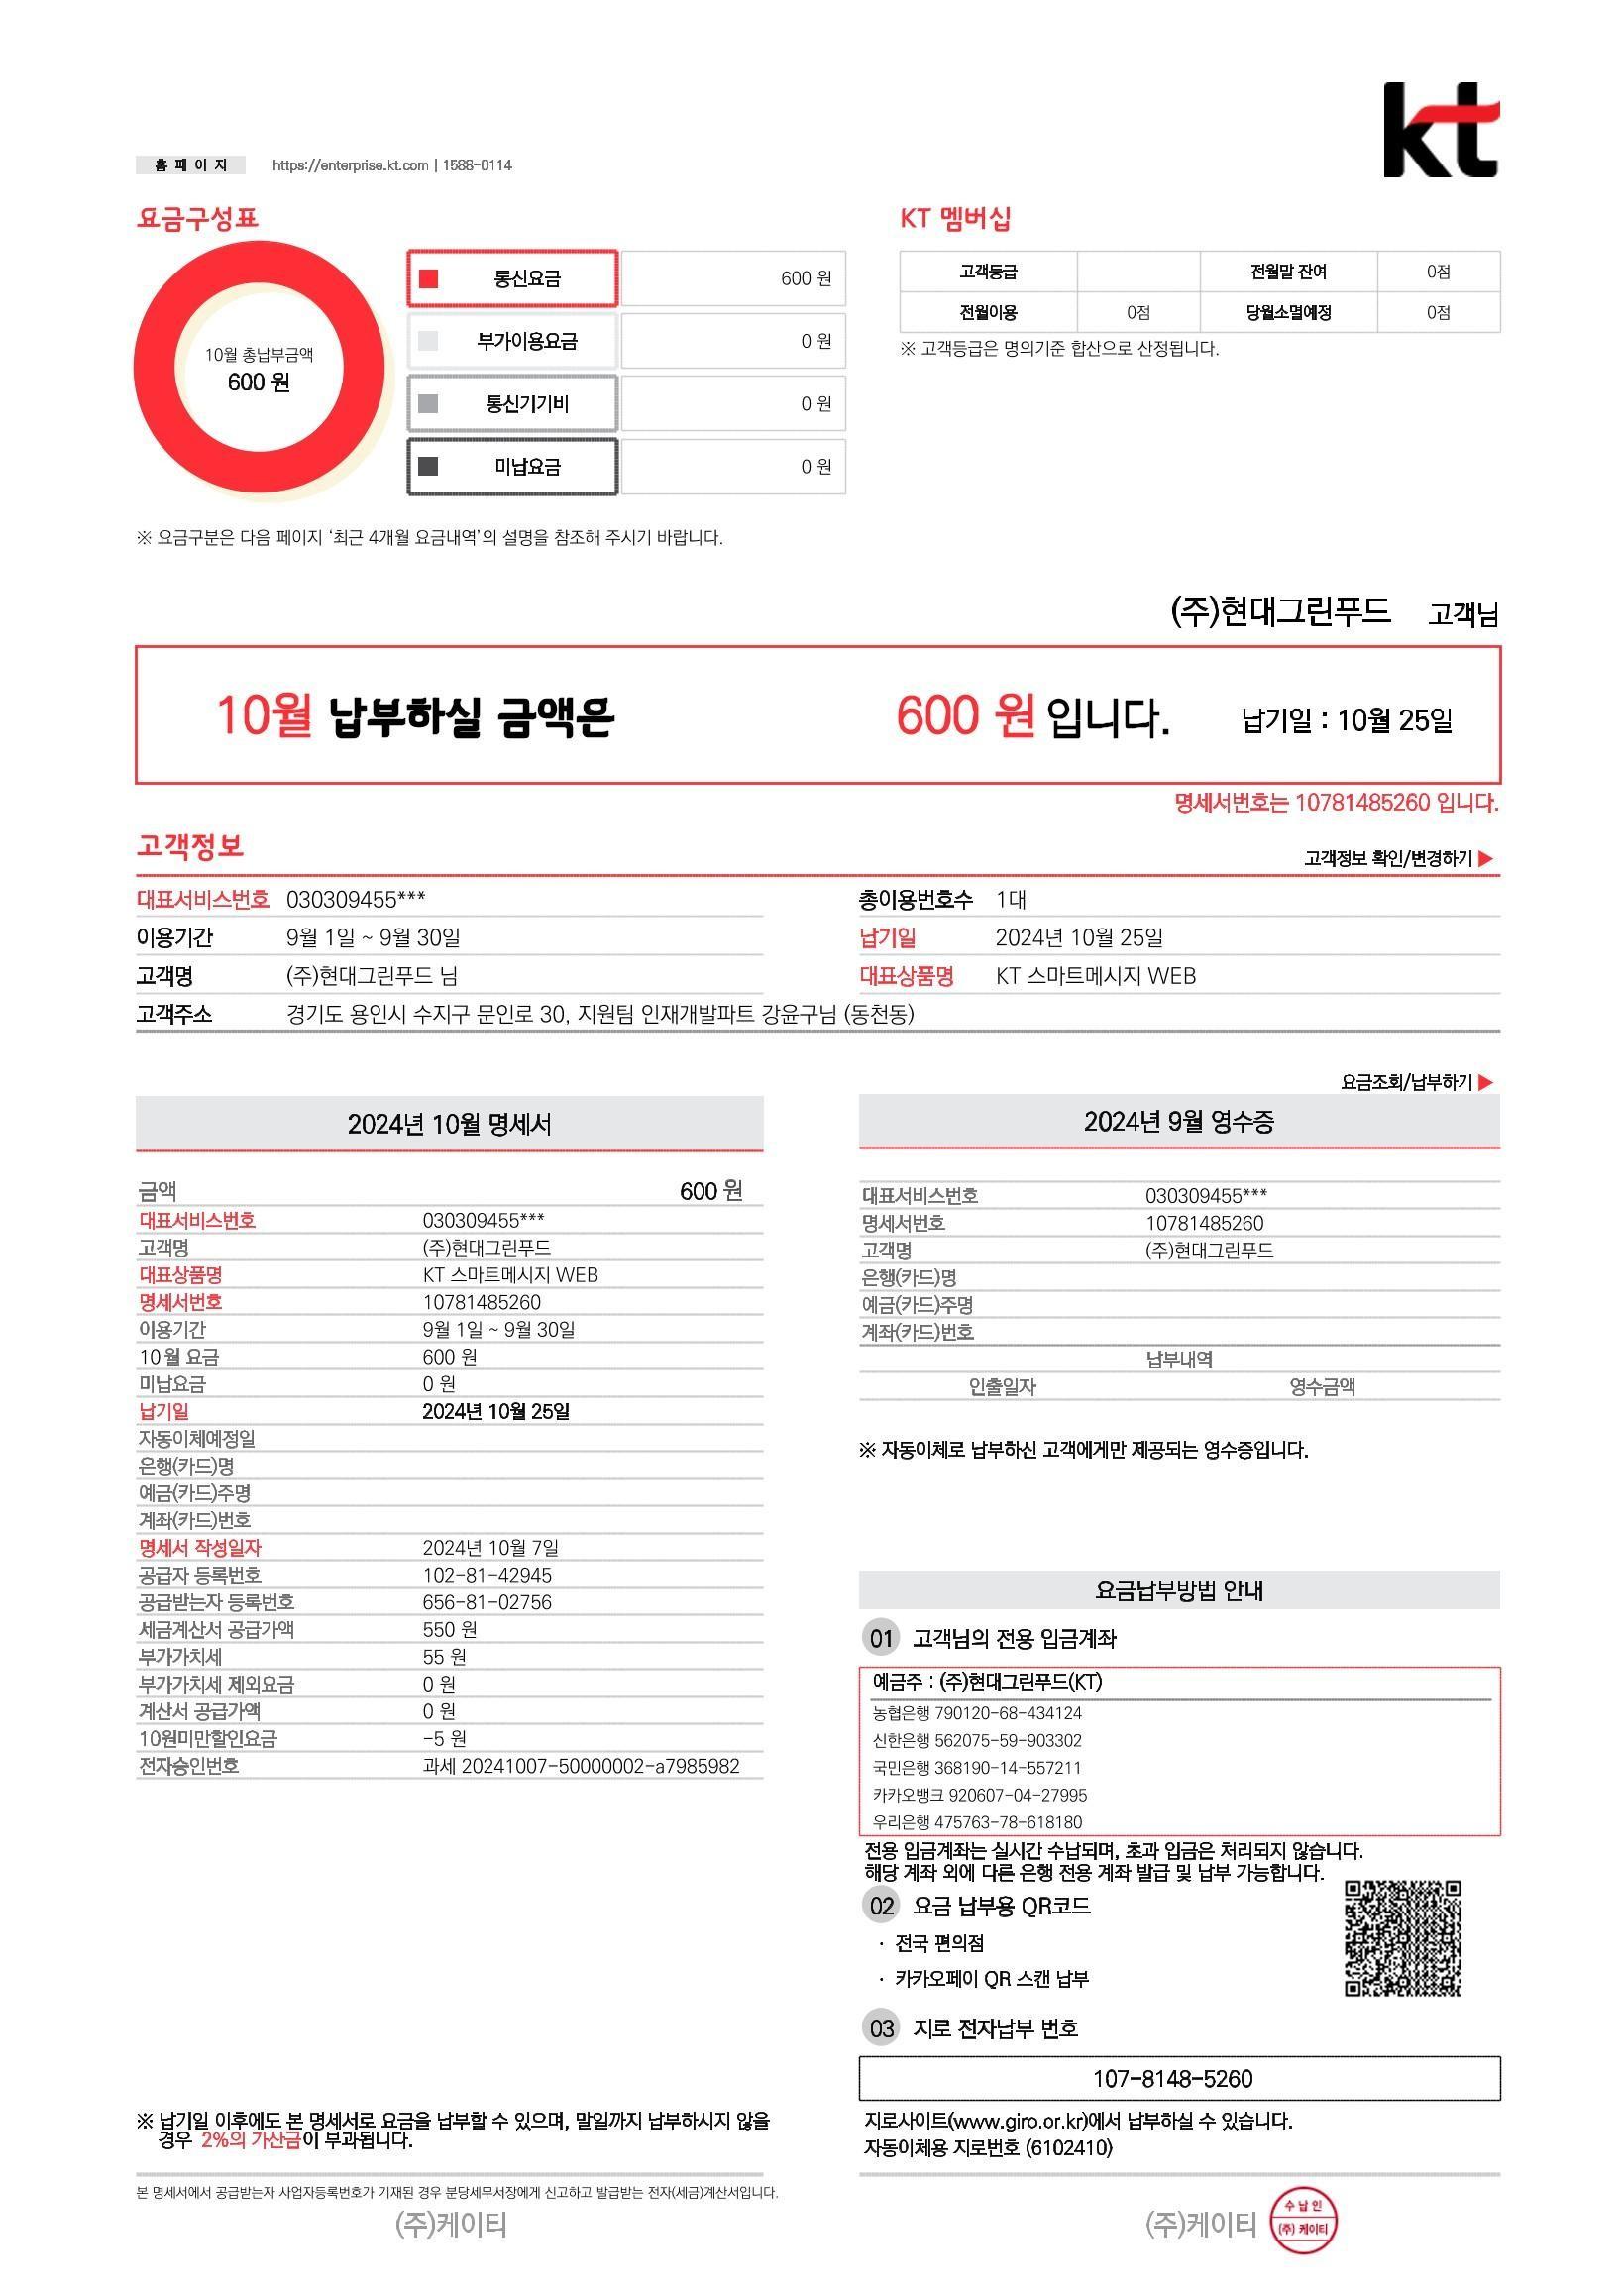 kt
홈 페 이 지 https://enterprise.kt.com | 1588-0114
요금구성표
10월 총납부금액
600 원
통신요금 600 원
부가이용요금 0 원
통신기기비 0 원
미납요금 0 원
※ 요금구분은 다음 페이지 ‘최근 4개월 요금내역’의 설명을 참조해 주시기 바랍니다.
KT 멤버십
고객등급 전월말 잔여 0점
전월이용 0점 당월소멸예정 0점
※ 고객등급은 명의기준 합산으로 산정됩니다.
(주)현대그린푸드 고객님
10월 납부하실 금액은 600 원 입니다. 납기일 : 10월 25일
명세서번호는 10781485260 입니다.
고객정보
고객정보 확인/변경하기 ▶
대표서비스번호 030309455*** 총이용번호수 1대
이용기간 9월 1일 ~ 9월 30일 납기일 2024년 10월 25일
고객명 (주)현대그린푸드 님 대표상품명 KT 스마트메시지 WEB
고객주소 경기도 용인시 수지구 문인로 30, 지원팀 인재개발파트 강윤구님 (동천동)
요금조회/납부하기 ▶
2024년 10월 명세서
금액 600 원
대표서비스번호 030309455***
고객명 (주)현대그린푸드
대표상품명 KT 스마트메시지 WEB
명세서번호 10781485260
이용기간 9월 1일 ~ 9월 30일
10월 요금 600 원
미납요금 0 원
납기일 2024년 10월 25일
자동이체예정일
은행(카드)명
예금(카드)주명
계좌(카드)번호
명세서 작성일자 2024년 10월 7일
공급자 등록번호 102-81-42945
공급받는자 등록번호 656-81-02756
세금계산서 공급가액 550 원
부가가치세 55 원
부가가치세 제외요금 0 원
계산서 공급가액 0 원
10원미만할인요금 -5 원
전자승인번호 과세 20241007-50000002-a7985982
※ 납기일 이후에도 본 명세서로 요금을 납부할 수 있으며, 말일까지 납부하시지 않을
경우 2%의 가산금이 부과됩니다.
본 명세서에서 공급받는자 사업자등록번호가 기재된 경우 분당세무서장에게 신고하고 발급받는 전자(세금)계산서입니다.
(주)케이티
2024년 9월 영수증
대표서비스번호 030309455***
명세서번호 10781485260
고객명 (주)현대그린푸드
은행(카드)명
예금(카드)주명
계좌(카드)번호
납부내역
인출일자 영수금액
※ 자동이체로 납부하신 고객에게만 제공되는 영수증입니다.
요금납부방법 안내
01 고객님의 전용 입금계좌
예금주 : (주)현대그린푸드(KT)
농협은행 790120-68-434124
신한은행 562075-59-903302
국민은행 368190-14-557211
카카오뱅크 920607-04-27995
우리은행 475763-78-618180
전용 입금계좌는 실시간 수납되며, 초과 입금은 처리되지 않습니다.
해당 계좌 외에 다른 은행 전용 계좌 발급 및 납부 가능합니다.
02 요금 납부용 QR코드
· 전국 편의점
· 카카오페이 QR 스캔 납부
03 지로 전자납부 번호
107-8148-5260
지로사이트(www.giro.or.kr)에서 납부하실 수 있습니다.
자동이체용 지로번호 (6102410)
(주)케이티
수납인
(주) 케이티